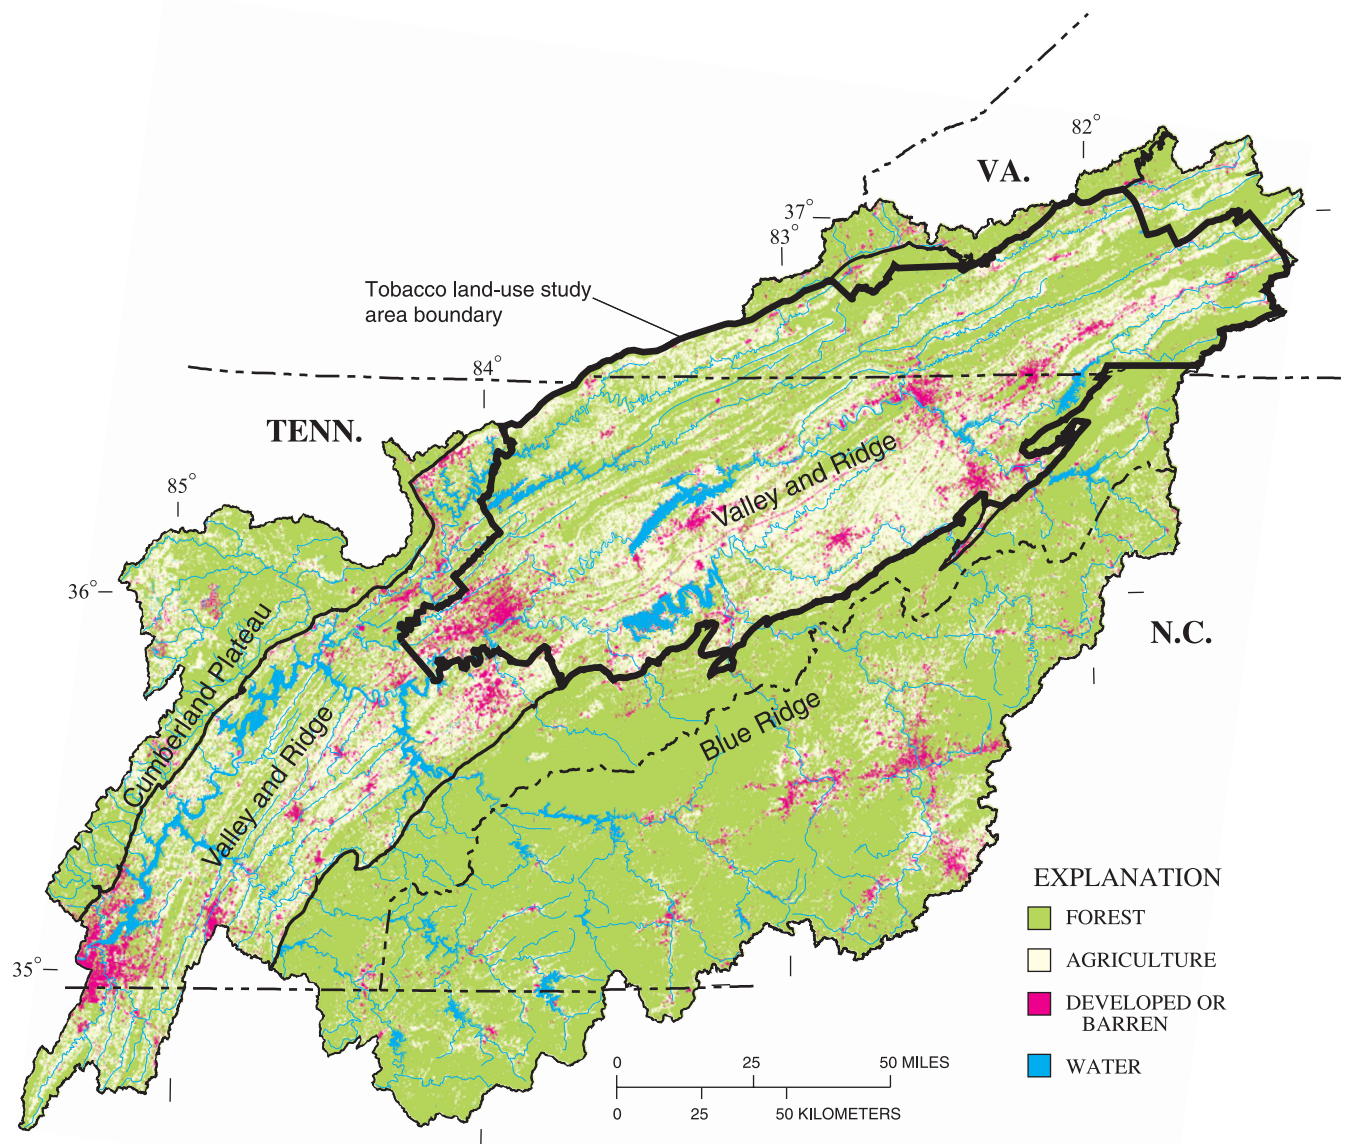 82°
VA.
37°
83°
Tobacco land-use study
area boundary
84°
TENN.
Valley and Ridge
85°
36°
N.C.
Cumberland Plateau
Valley and Ridge
Blue Ridge
EXPLANATION
FOREST
AGRICULTURE
DEVELOPED OR
BARREN
WATER
35°
0 25 50 MILES
0 25 50 KILOMETERS